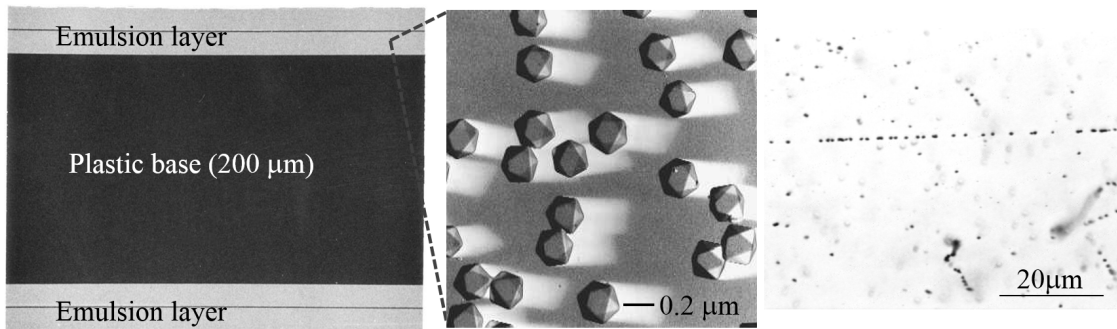 Emulsion layer
Plastic base (200 μm)
Emulsion layer
0.2 μm
20μm